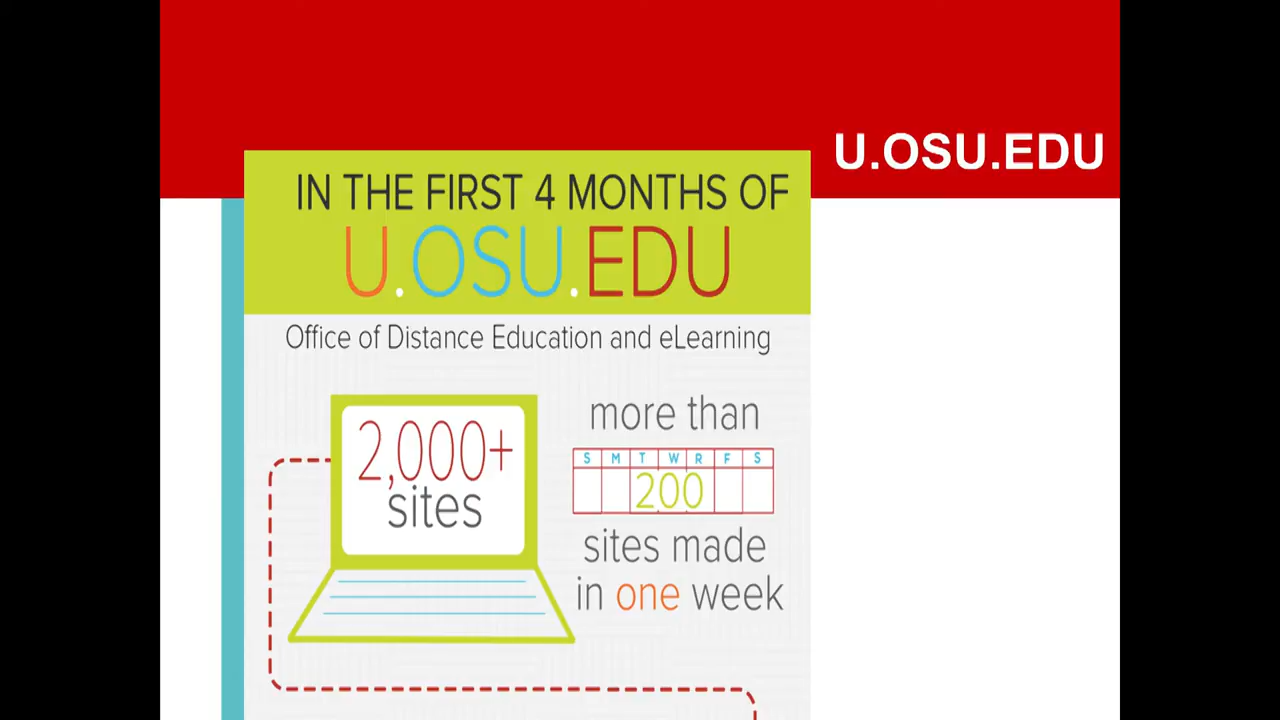 U.OSU.EDU
IN THE FIRST 4 MONTHS OF
U.OSU.EDU
Office of Distance Education and eLearning
2,000+
sites
more than
S M T W R F S
200
sites made
in one week